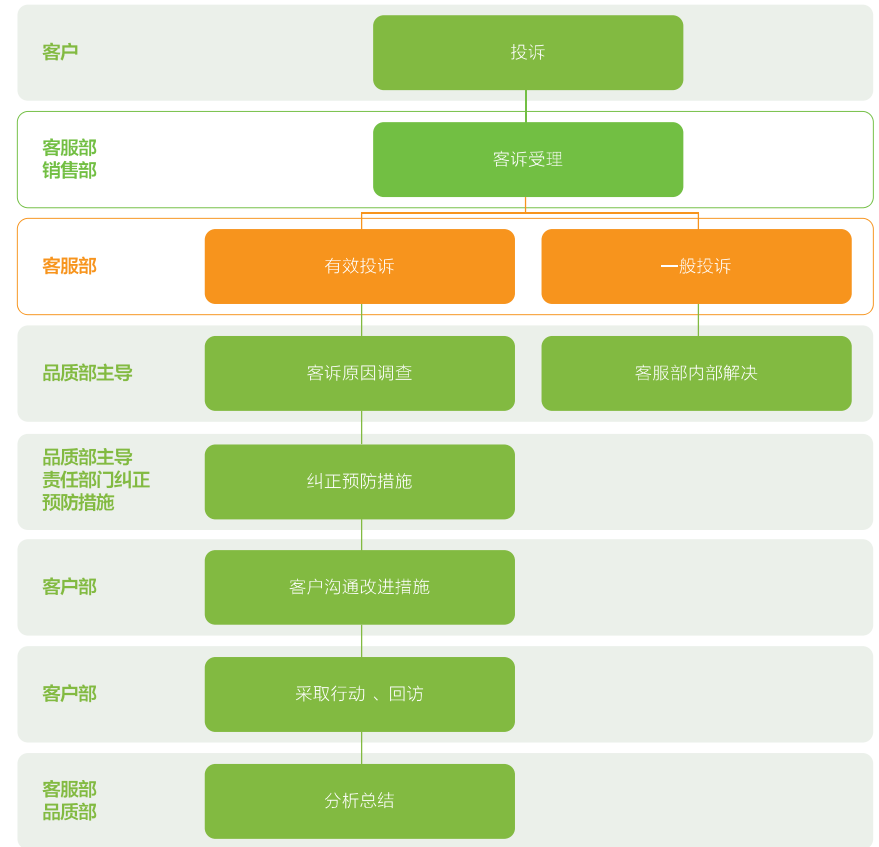 客户
投诉
客服部
销售部
客诉受理
客服部
有效投诉
一般投诉
品质部主导
客诉原因调查
客服部内部解决
品质部主导
责任部门纠正
预防措施
纠正预防措施
客户部
客户沟通改进措施
客户部
采取行动 、回访
客服部
品质部
分析总结